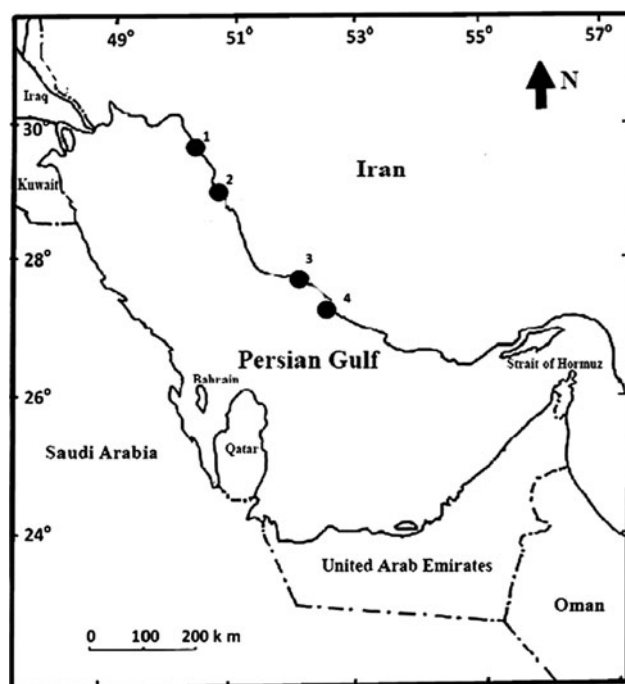 49° 51° 53° 55° 57°
N
Iraq
30°
1
Iran
Kuwait
2
28°
3
4
Persian Gulf
Strait of Hormuz
26°
Bahrain
Saudi Arabia
Qatar
24°
United Arab Emirates
Oman
0 100 200 k m